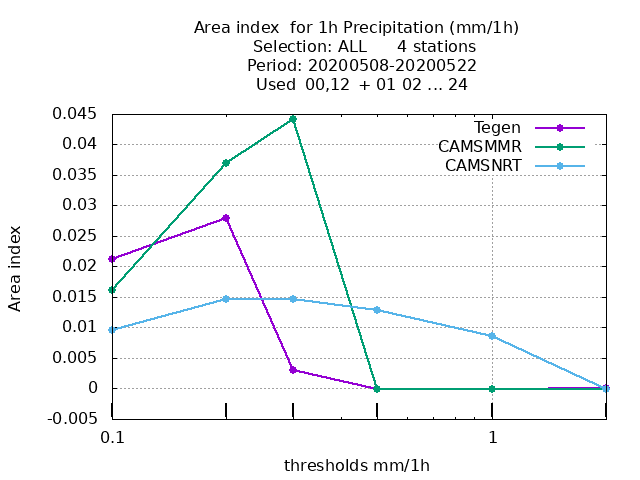 Area index  for 1h Precipitation (mm/1h)
Selection: ALL      4 stations
Period: 20200508-20200522
Used  00,12  + 01 02 ... 24
0.045
0.04
0.035
0.03
0.025
0.02
0.015
0.01
0.005
0
-0.005
Area index
Tegen
CAMSMMR
CAMSNRT
0.1
1
thresholds mm/1h